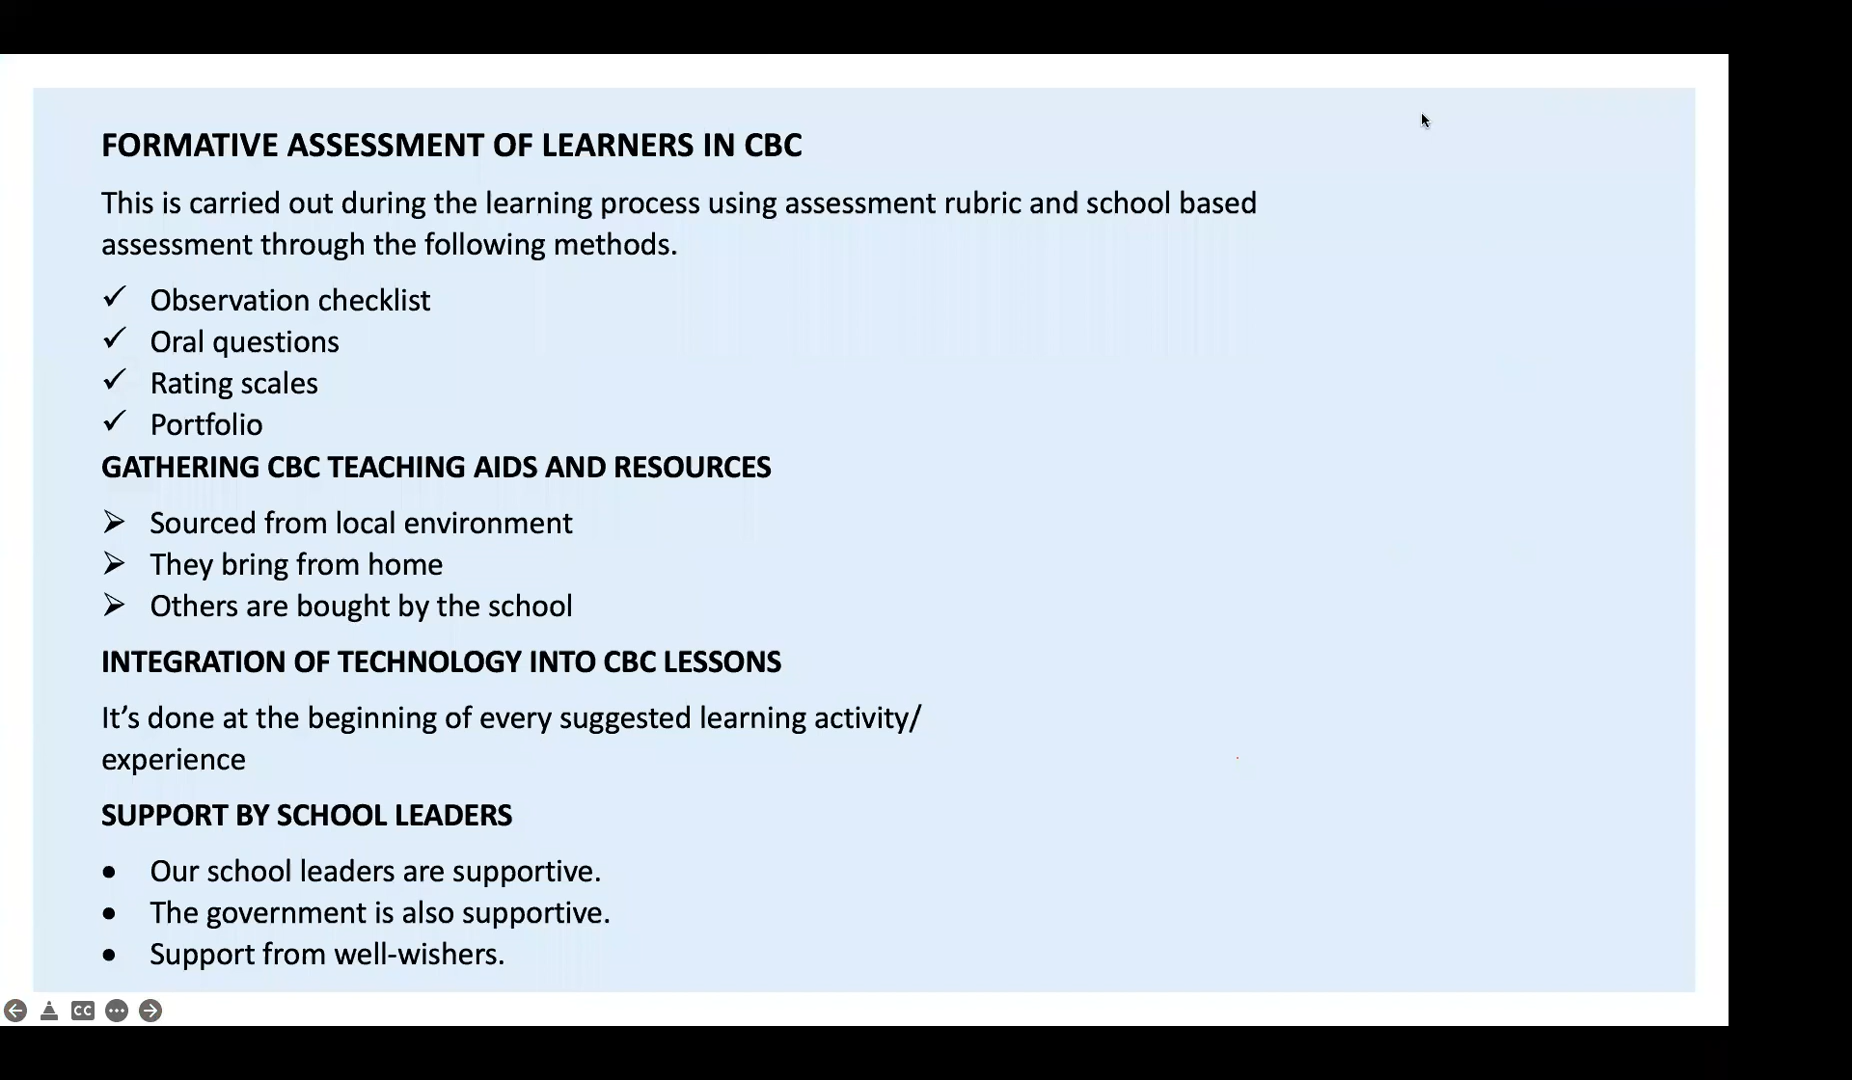 FORMATIVE ASSESSMENT OF LEARNERS IN CBC
This is carried out during the learning process using assessment rubric and school based
assessment through the following methods.
✓ Observation checklist
✓ Oral questions
✓ Rating scales
✓ Portfolio
GATHERING CBC TEACHING AIDS AND RESOURCES
➢ Sourced from local environment
➢ They bring from home
➢ Others are bought by the school
INTEGRATION OF TECHNOLOGY INTO CBC LESSONS
It’s done at the beginning of every suggested learning activity/
experience
SUPPORT BY SCHOOL LEADERS
• Our school leaders are supportive.
• The government is also supportive.
• Support from well-wishers.
CC